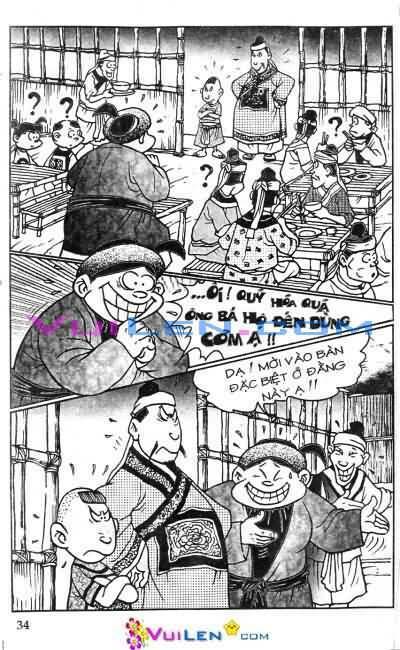 ?
?
?
?
...ỐI! QUÝ HÓA QUÁ
ÔNG BÁ HỘ ĐẾN DÙNG
CƠM Ạ!!
VUILEN.COM
DẠ! MỜI VÀO BÀN
ĐẶC BIỆT Ở ĐẰNG
NÀY Ạ!!
34
VUILEN.COM